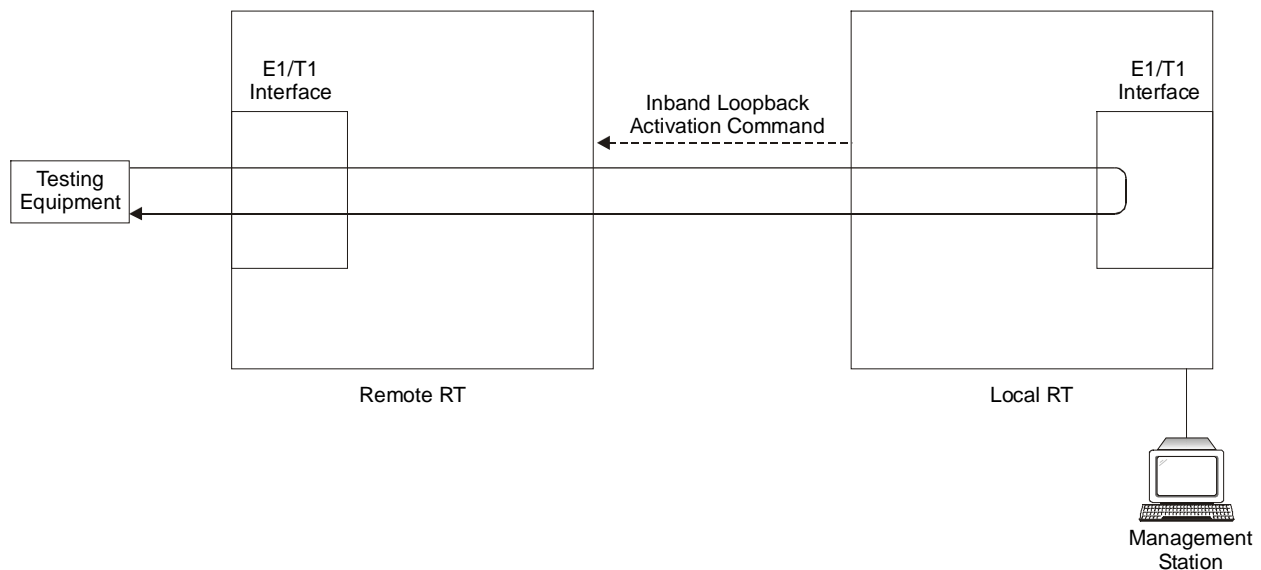 E1/T1
Interface
E1/T1
Interface
Inband Loopback
Activation Command
Testing
Equipment
Remote RT
Local RT
Management
Station